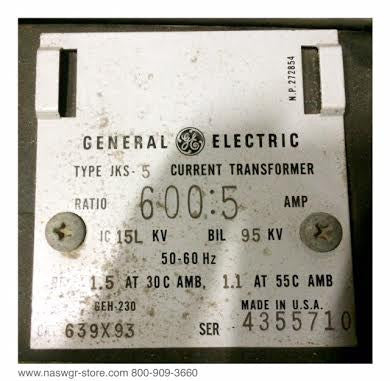 N.P. 272854
GENERAL GE ELECTRIC
TYPE JKS-5 CURRENT TRANSFORMER
RATIO 600:5 AMP
IC 15L KV BIL 95 KV
50-60 Hz
1.5 AT 30C AMB, 1.1 AT 55C AMB
GEH-230 MADE IN U.S.A.
639X93 SER 4355710
www.naswgr-store.com 800-909-3660